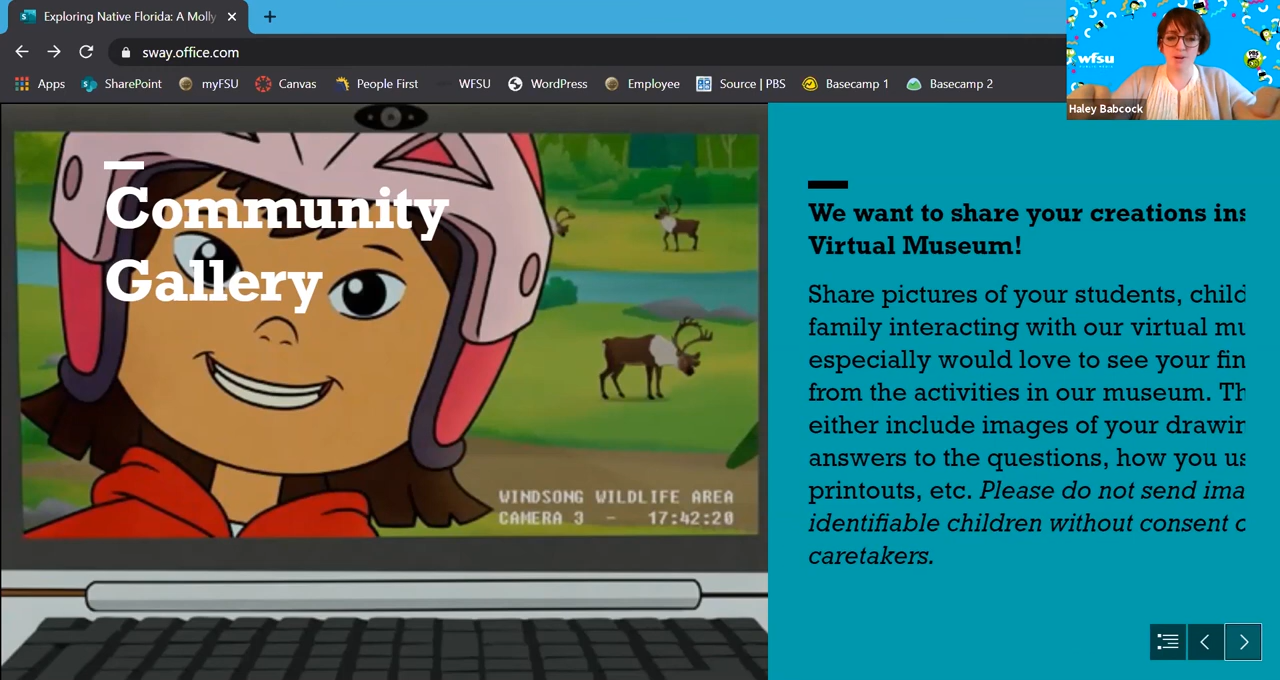 Exploring Native Florida: A Molly
sway.office.com
Apps SharePoint myFSU Canvas People First WFSU WordPress Employee Source | PBS Basecamp 1 Basecamp 2
wfsu
Haley Babcock
Community
Gallery
WINDSONG WILDLIFE AREA
CAMERA 3 - 17:42:20
We want to share your creations ins
Virtual Museum!
Share pictures of your students, child
family interacting with our virtual mu
especially would love to see your fin
from the activities in our museum. Th
either include images of your drawin
answers to the questions, how you us
printouts, etc. Please do not send ima
identifiable children without consent o
caretakers.